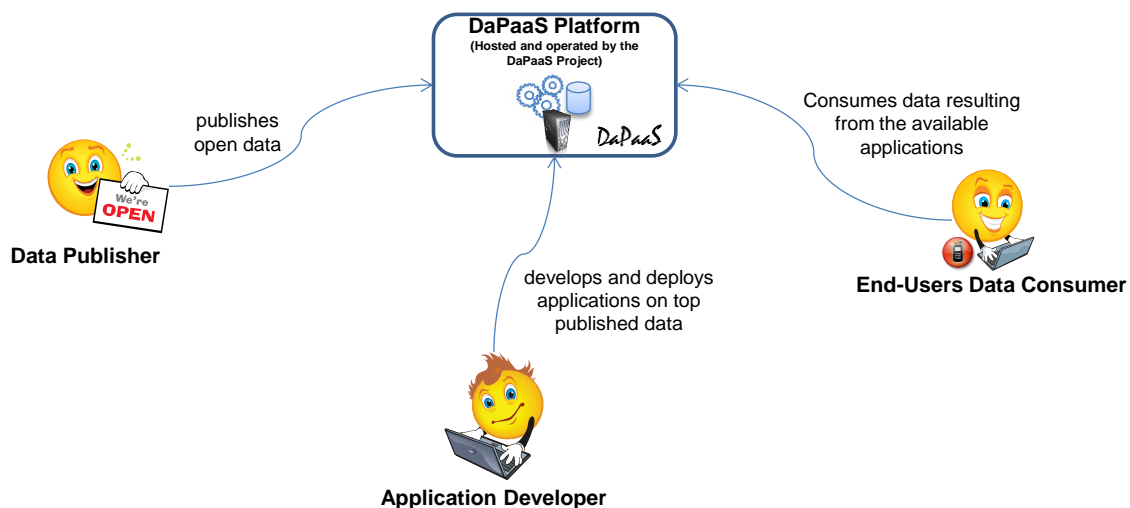 DaPaaS Platform
(Hosted and operated by the
DaPaaS Project)
DaPaaS
publishes
open data
Consumes data resulting
from the available
applications
We're
OPEN
Data Publisher
develops and deploys
applications on top
published data
End-Users Data Consumer
Application Developer